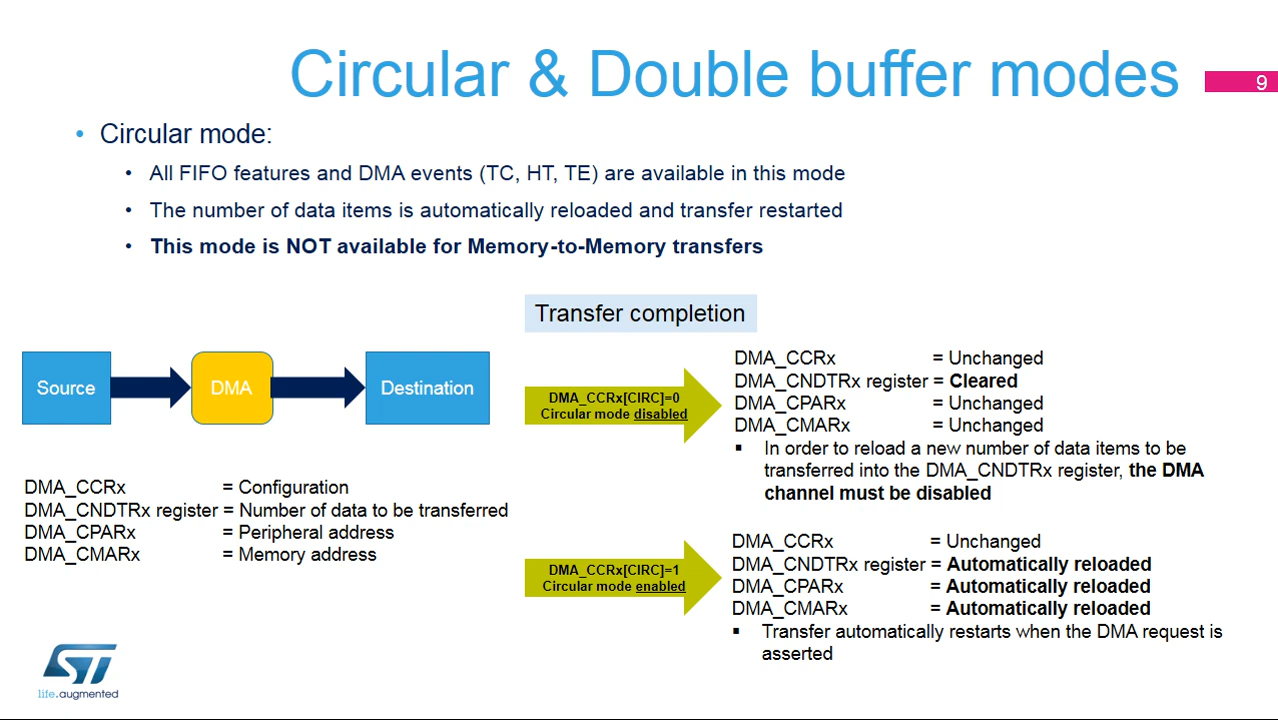 Circular & Double buffer modes
9
• Circular mode:
• All FIFO features and DMA events (TC, HT, TE) are available in this mode
• The number of data items is automatically reloaded and transfer restarted
• This mode is NOT available for Memory-to-Memory transfers
Source
DMA
Destination
DMA_CCRx = Configuration
DMA_CNDTRx register = Number of data to be transferred
DMA_CPARx = Peripheral address
DMA_CMARx = Memory address
Transfer completion
DMA_CCRx[CIRC]=0
Circular mode disabled
DMA_CCRx = Unchanged
DMA_CNDTRx register = Cleared
DMA_CPARx = Unchanged
DMA_CMARx = Unchanged
▪ In order to reload a new number of data items to be
transferred into the DMA_CNDTRx register, the DMA
channel must be disabled
DMA_CCRx[CIRC]=1
Circular mode enabled
DMA_CCRx = Unchanged
DMA_CNDTRx register = Automatically reloaded
DMA_CPARx = Automatically reloaded
DMA_CMARx = Automatically reloaded
▪ Transfer automatically restarts when the DMA request is
asserted
ST
life.augmented